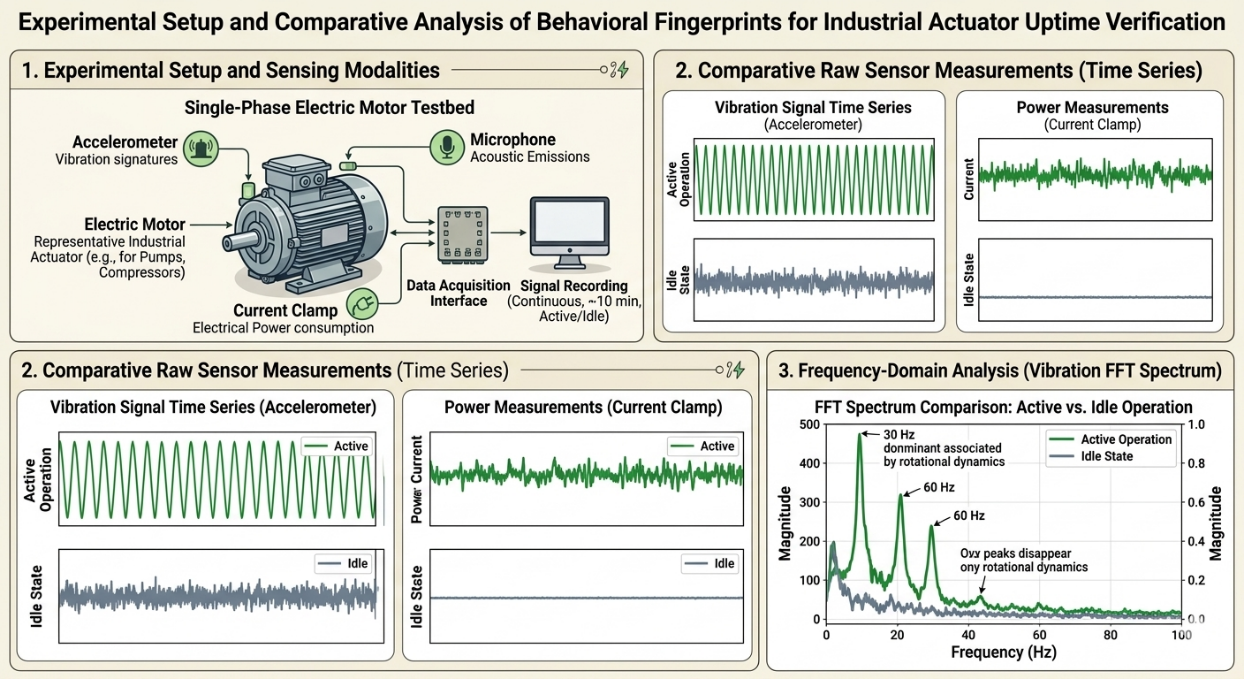 Experimental Setup and Comparative Analysis of Behavioral Fingerprints for Industrial Actuator Uptime Verification
1. Experimental Setup and Sensing Modalities
Single-Phase Electric Motor Testbed
Accelerometer
Vibration signatures
Microphone
Acoustic Emissions
Electric Motor
Representative Industrial
Actuator (e.g., for Pumps,
Compressors)
Current Clamp
Electrical Power consumption
Data Acquisition
Interface
Signal Recording
(Continuous, ~10 min,
Active/Idle)
2. Comparative Raw Sensor Measurements (Time Series)
Vibration Signal Time Series
(Accelerometer)
Active
Operation
Idle
State
Power Measurements
(Current Clamp)
Current
Idle State
2. Comparative Raw Sensor Measurements (Time Series)
Vibration Signal Time Series (Accelerometer)
Active
Operation
Active
Idle State
Idle
Power Measurements (Current Clamp)
Power Current
Active
Idle State
Idle
3. Frequency-Domain Analysis (Vibration FFT Spectrum)
FFT Spectrum Comparison: Active vs. Idle Operation
Magnitude
500
400
300
200
100
0
30 Hz
donminant associated
by rotational dynamics
60 Hz
60 Hz
Oxy peaks disappear
ony rotational dynamics
Active Operation
Idle State
1.0
0.8
0.6
0.4
0.2
0.0
Magnitude
0 20 40 60 80 100
Frequency (Hz)